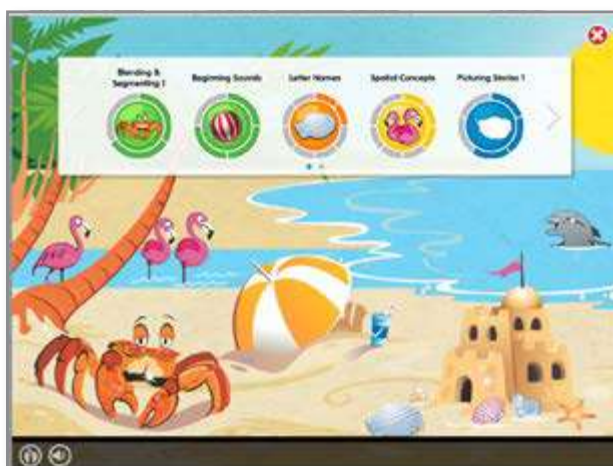 Blending &
Segmenting 1
Beginning Sounds
Letter Names
Spatial Concepts
Picturing Stories 1